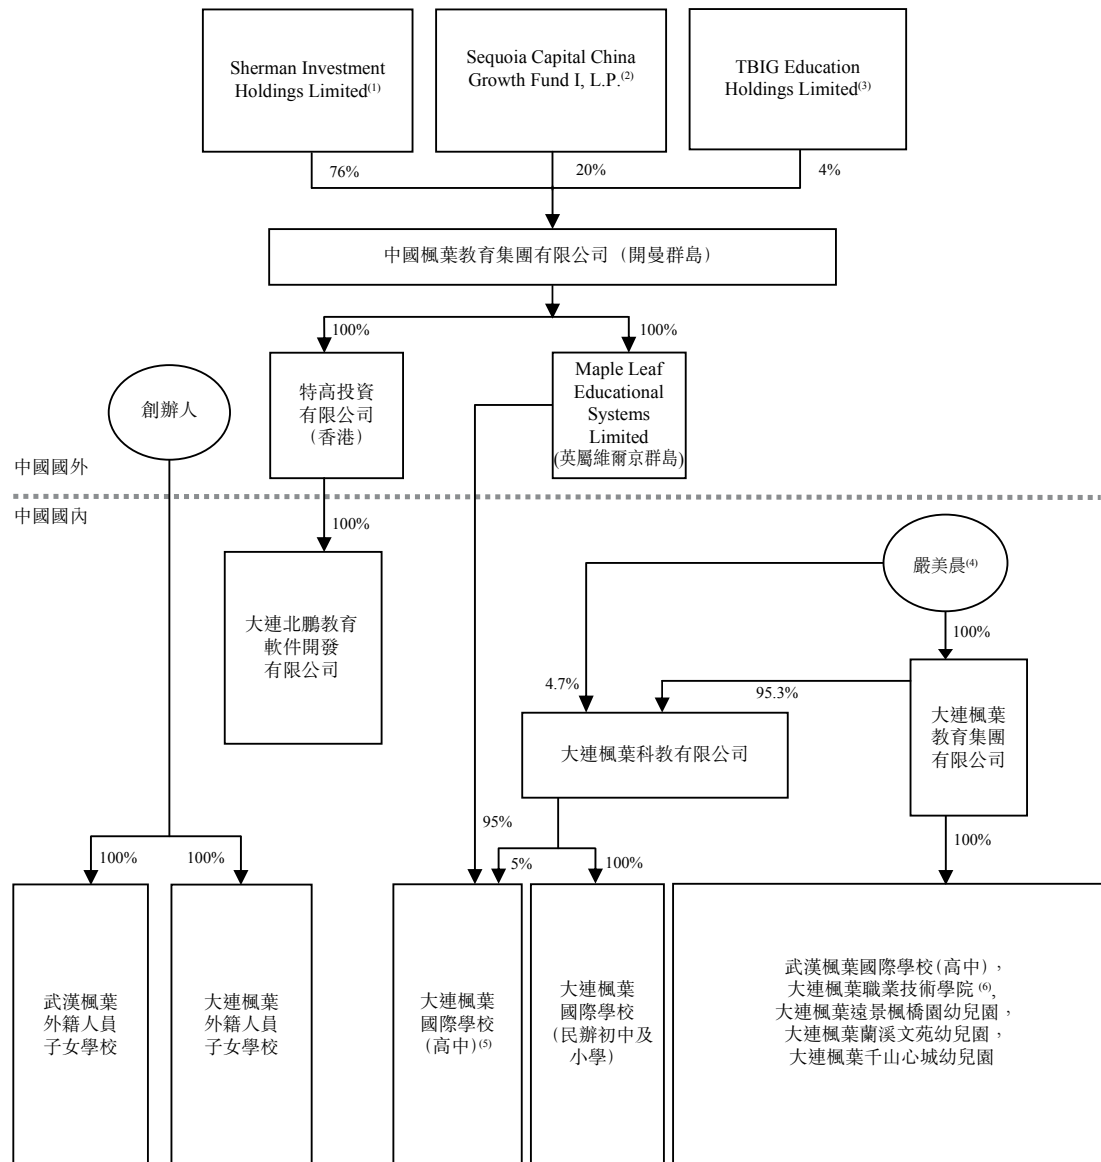 Sherman Investment
Holdings Limited(1)
Sequoia Capital China
Growth Fund I, L.P.(2)
TBIG Education
Holdings Limited(3)
76%
20%
4%
中國楓葉教育集團有限公司（開曼群島）
100%
100%
創辦人
特高投資
有限公司
（香港）
Maple Leaf
Educational
Systems
Limited
(英屬維爾京群島)
中國國外
中國國內
100%
嚴美晨(4)
大連北鵬教育
軟件開發
有限公司
100%
4.7%
95.3%
大連楓葉科教有限公司
大連楓葉
教育集團
有限公司
95%
100%
100%
100%
5%
100%
武漢楓葉
外籍人員
子女學校
大連楓葉
外籍人員
子女學校
大連楓葉
國際學校
(高中)(5)
大連楓葉
國際學校
(民辦初中及
小學)
武漢楓葉國際學校(高中)，
大連楓葉職業技術學院(6),
大連楓葉遠景楓橋園幼兒園，
大連楓葉蘭溪文苑幼兒園，
大連楓葉千山心城幼兒園